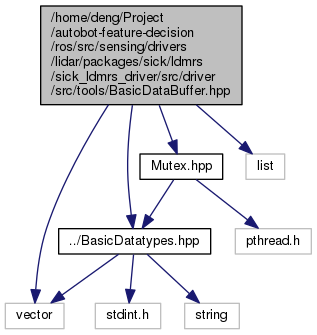 /home/deng/Project
/autobot-feature-decision
/ros/src/sensing/drivers
/lidar/packages/sick/ldmrs
/sick_ldmrs_driver/src/driver
/src/tools/BasicDataBuffer.hpp
Mutex.hpp
list
../BasicDatatypes.hpp
pthread.h
vector
stdint.h
string